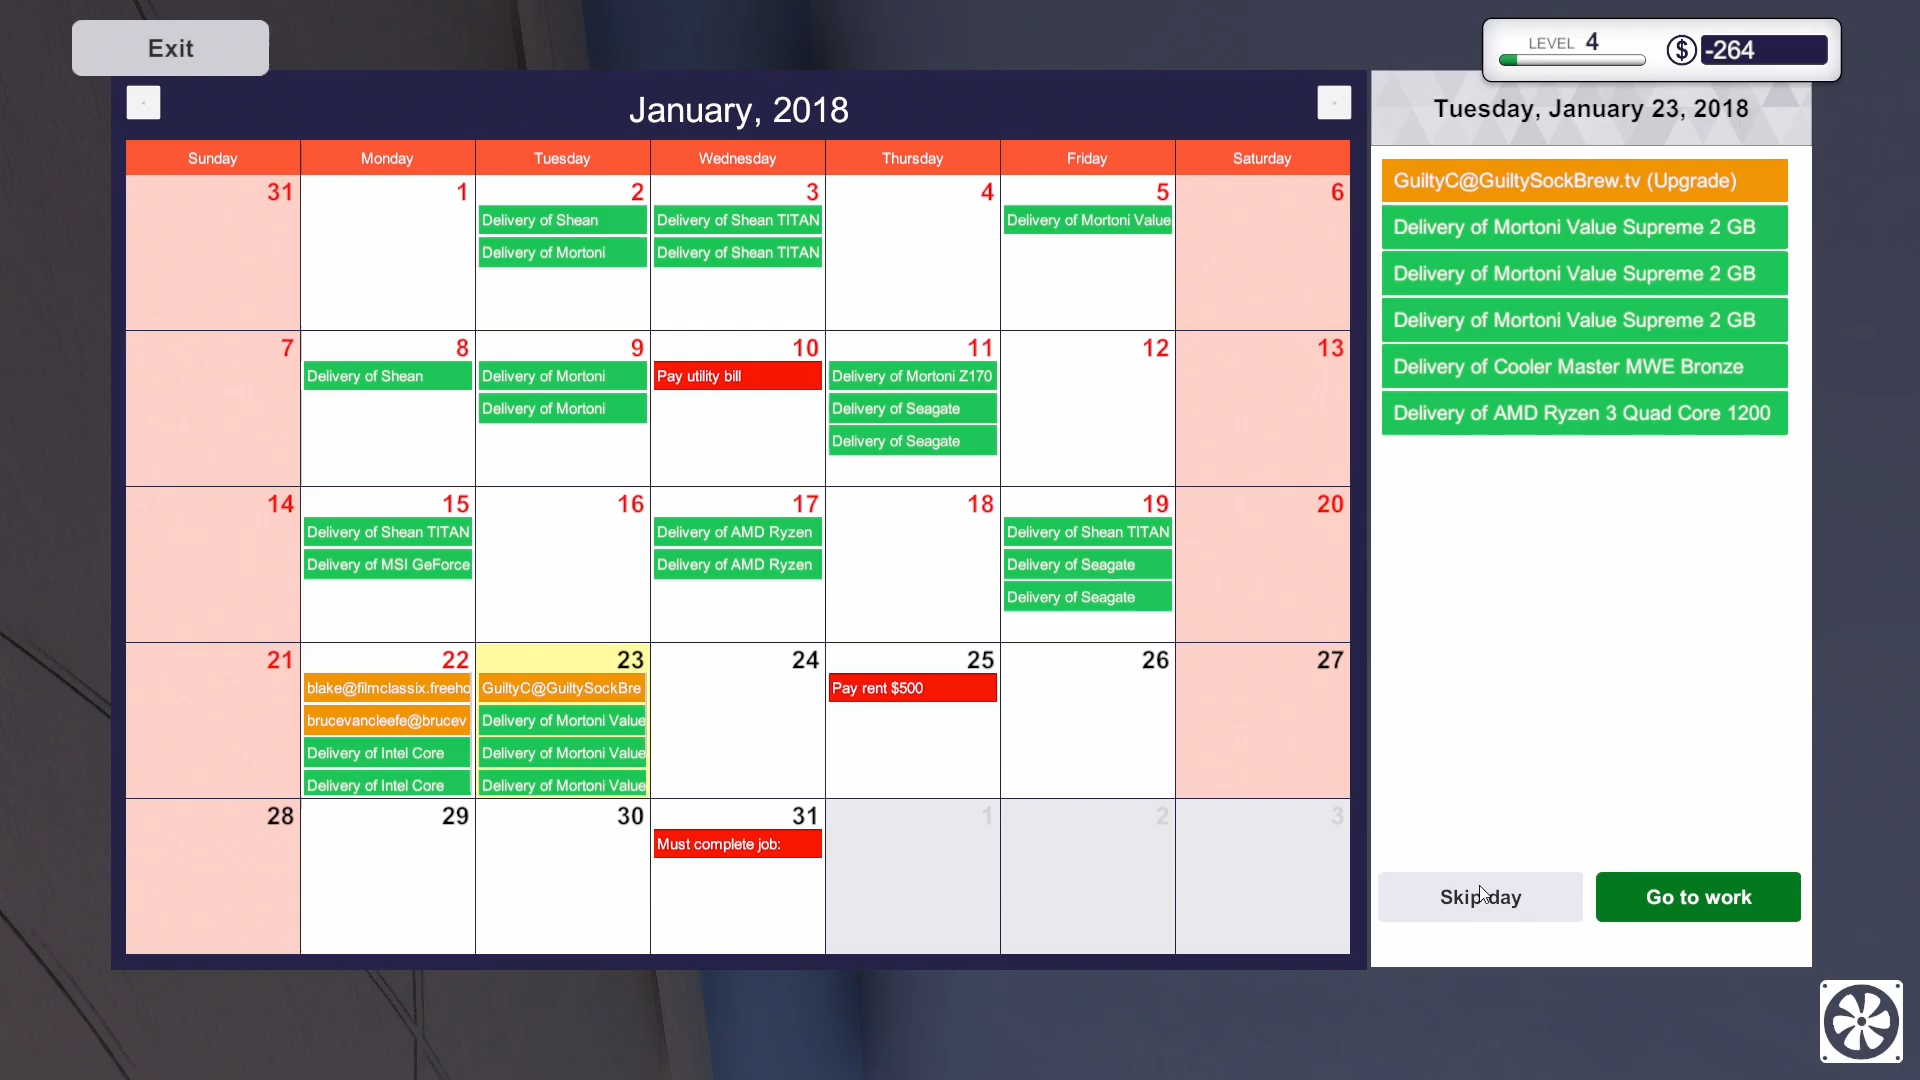 Exit
LEVEL 4
$ -264
January, 2018
Tuesday, January 23, 2018
Sunday Monday Tuesday Wednesday Thursday Friday Saturday
31 1 2 3 4 5 6
Delivery of Shean
Delivery of Mortoni
Delivery of Shean TITAN
Delivery of Shean TITAN
Delivery of Mortoni Value
7 8 9 10 11 12 13
Delivery of Shean
Delivery of Mortoni
Delivery of Mortoni
Pay utility bill
Delivery of Mortoni Z170
Delivery of Seagate
Delivery of Seagate
14 15 16 17 18 19 20
Delivery of Shean TITAN
Delivery of MSI GeForce
Delivery of AMD Ryzen
Delivery of AMD Ryzen
Delivery of Shean TITAN
Delivery of Seagate
Delivery of Seagate
21 22 23 24 25 26 27
blake@filmclassix.freeho
brucevancleefe@brucev
Delivery of Intel Core
Delivery of Intel Core
GuiltyC@GuiltySockBre
Delivery of Mortoni Value
Delivery of Mortoni Value
Delivery of Mortoni Value
Pay rent $500
28 29 30 31 1 2 3
Must complete job:
GuiltyC@GuiltySockBrew.tv (Upgrade)
Delivery of Mortoni Value Supreme 2 GB
Delivery of Mortoni Value Supreme 2 GB
Delivery of Mortoni Value Supreme 2 GB
Delivery of Cooler Master MWE Bronze
Delivery of AMD Ryzen 3 Quad Core 1200
Skip day
Go to work